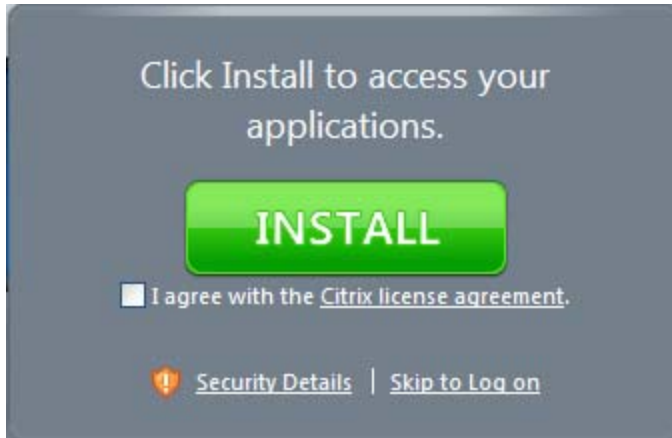 Click Install to access your
applications.
INSTALL
I agree with the Citrix license agreement.
Security Details | Skip to Log on